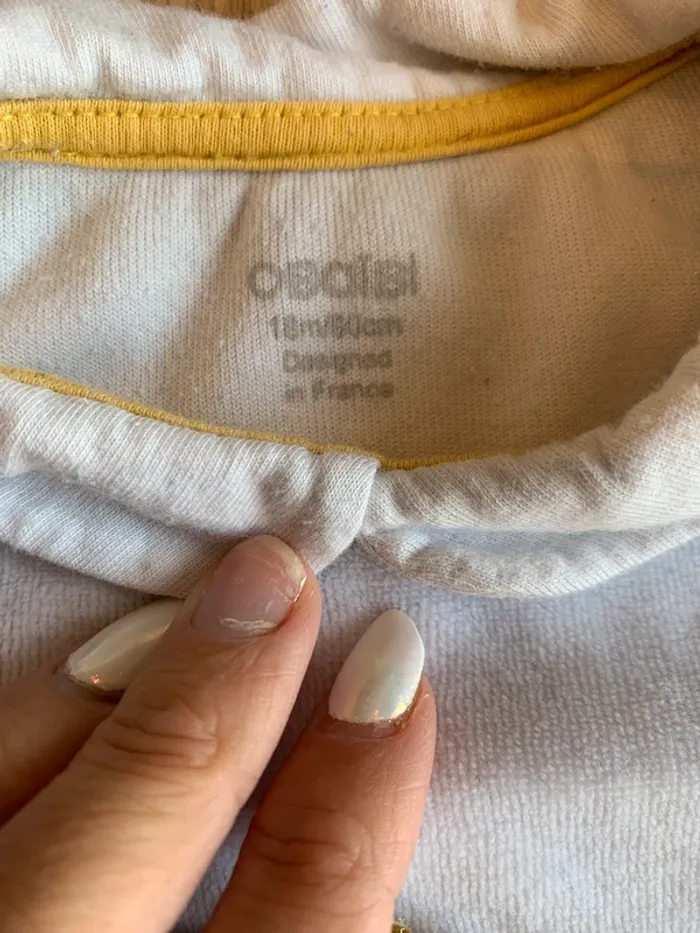 obaibi
18m/80cm
Designed
in France